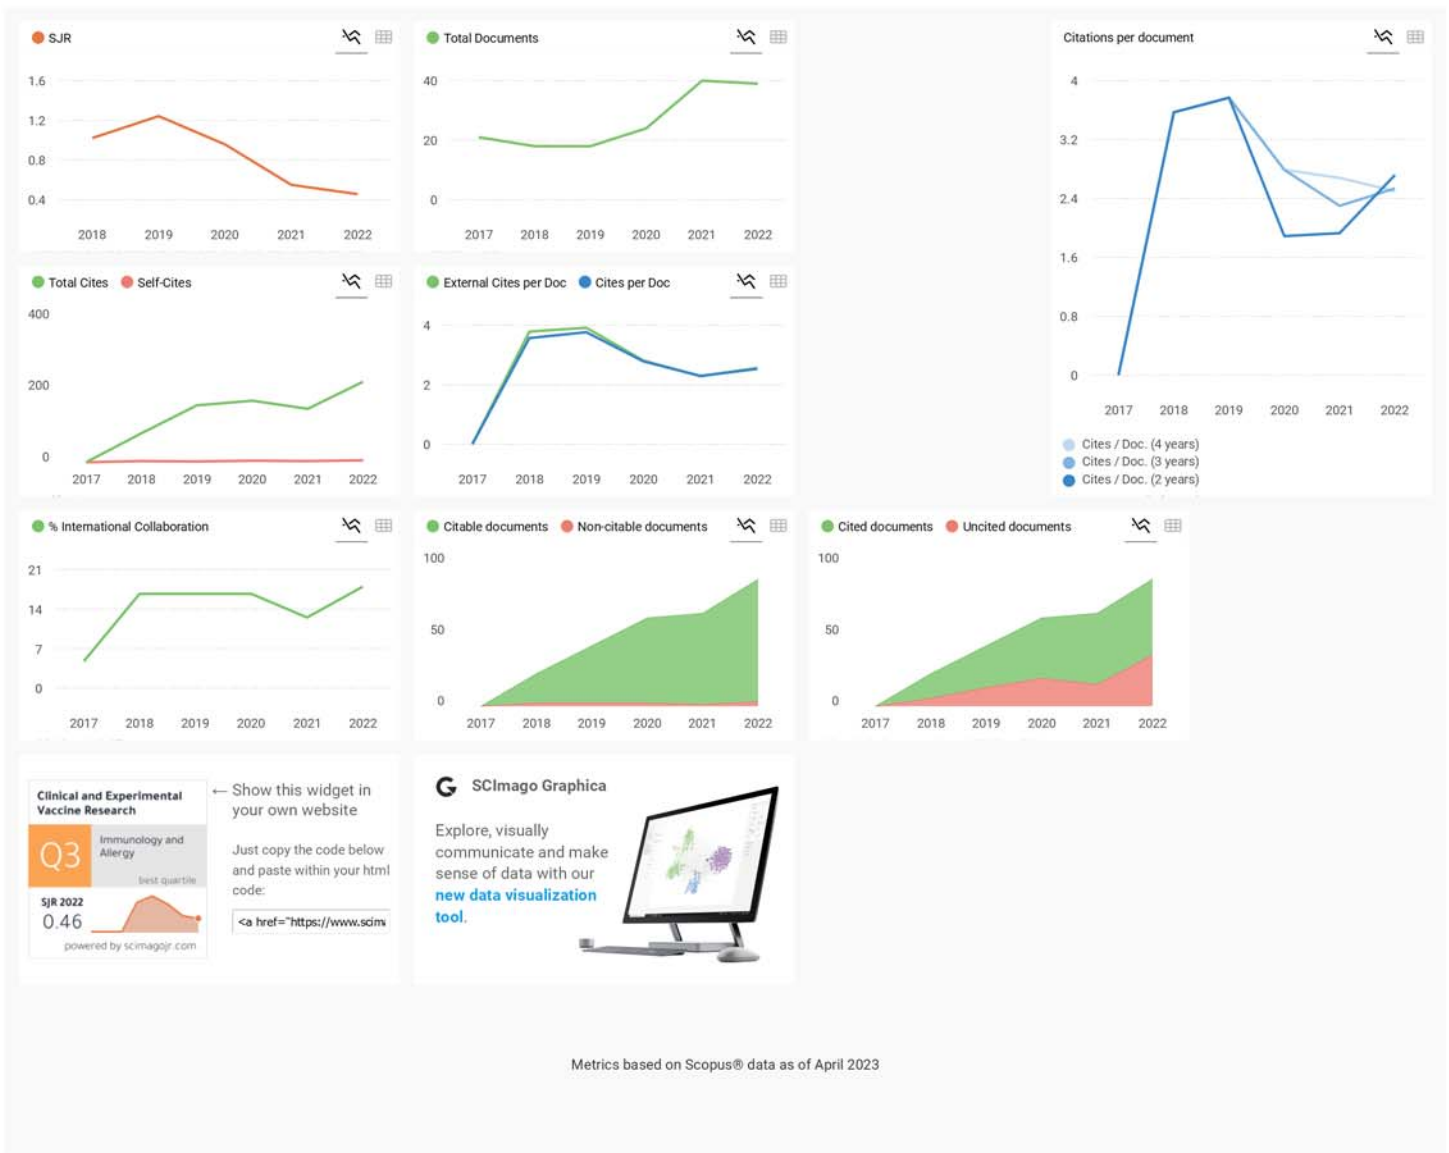 SJR
1.6
1.2
0.8
0.4
2018 2019 2020 2021 2022
Total Documents
40
20
0
2017 2018 2019 2020 2021 2022
Citations per document
4
3.2
2.4
1.6
0.8
0
2017 2018 2019 2020 2021 2022
Cites / Doc. (4 years)
Cites / Doc. (3 years)
Cites / Doc. (2 years)
Total Cites Self-Cites
400
200
0
2017 2018 2019 2020 2021 2022
External Cites per Doc Cites per Doc
4
2
0
2017 2018 2019 2020 2021 2022
% International Collaboration
21
14
7
0
2017 2018 2019 2020 2021 2022
Citable documents Non-citable documents
100
50
0
2017 2018 2019 2020 2021 2022
Cited documents Uncited documents
100
50
0
2017 2018 2019 2020 2021 2022
Clinical and Experimental
Vaccine Research
Q3
Immunology and
Allergy
best quartile
SJR 2022
0.46
powered by scimagojr.com
← Show this widget in
your own website
Just copy the code below
and paste within your html
code:
<a href="https://www.scim
G SCImago Graphica
Explore, visually
communicate and make
sense of data with our
new data visualization
tool.
Metrics based on Scopus® data as of April 2023